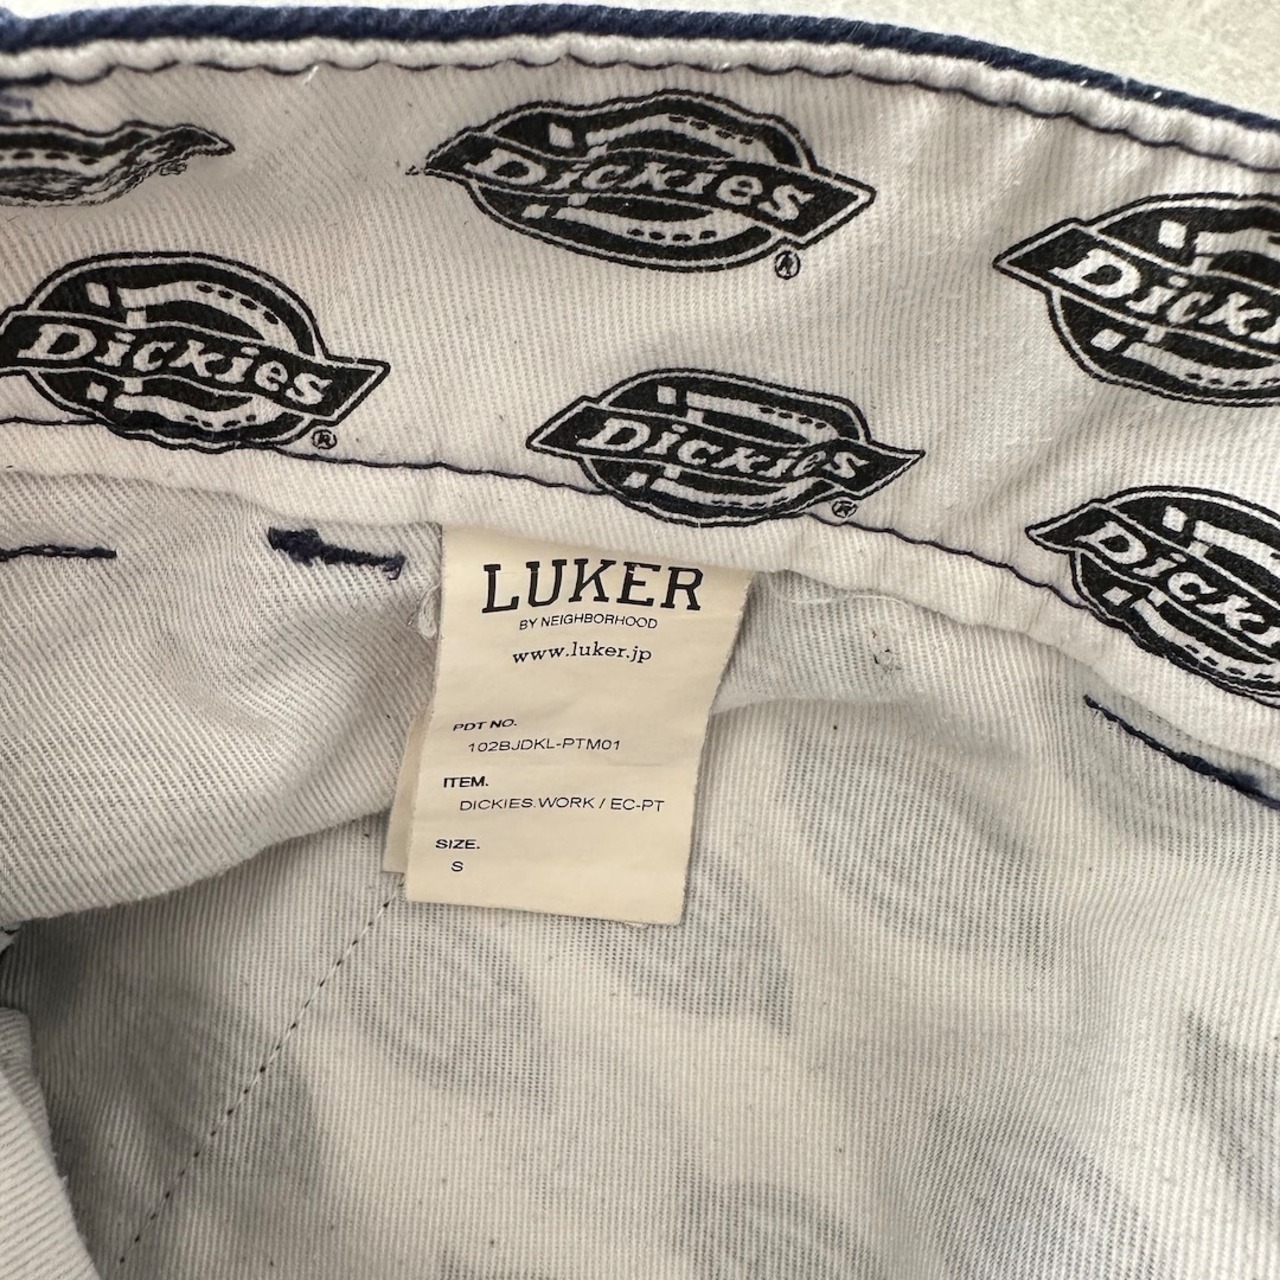 Dickies
®
Dickies
Dickies
®
Dickies
®
Dickies
LUKER
BY NEIGHBORHOOD
www.luker.jp
PDT NO.
102BJDKL-PTM01
ITEM.
DICKIES.WORK / EC-PT
SIZE.
S